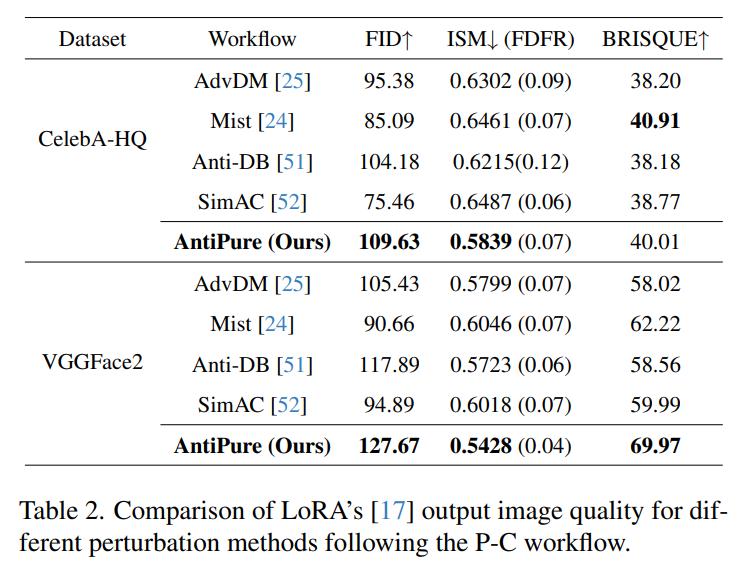 Dataset Workflow FID↑ ISM↓ (FDFR) BRISQUE↑
AdvDM [25] 95.38 0.6302 (0.09) 38.20
Mist [24] 85.09 0.6461 (0.07) 40.91
CelebA-HQ
Anti-DB [51] 104.18 0.6215(0.12) 38.18
SimAC [52] 75.46 0.6487 (0.06) 38.77
AntiPure (Ours) 109.63 0.5839 (0.07) 40.01
AdvDM [25] 105.43 0.5799 (0.07) 58.02
Mist [24] 90.66 0.6046 (0.07) 62.22
VGGFace2 Anti-DB [51] 117.89 0.5723 (0.06) 58.56
SimAC [52] 94.89 0.6018 (0.07) 59.99
AntiPure (Ours) 127.67 0.5428 (0.04) 69.97
Table 2. Comparison of LoRA's [17] output image quality for dif-
ferent perturbation methods following the P-C workflow.